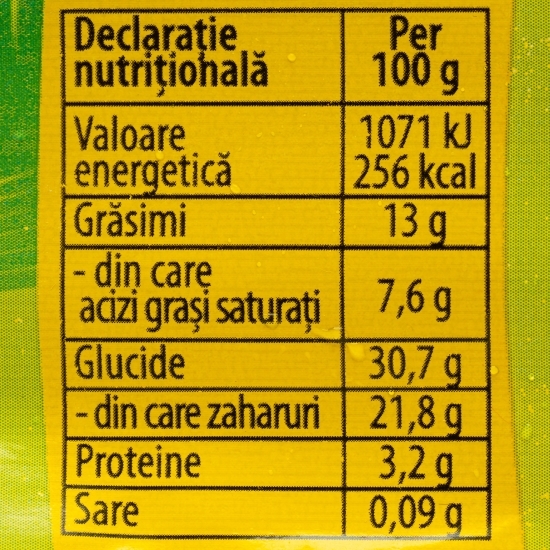 Declarație Per
nutrițională 100 g
Valoare 1071 kJ
energetică 256 kcal
Grăsimi 13 g
- din care
acizi grași saturați 7,6 g
Glucide 30,7 g
- din care zaharuri 21,8 g
Proteine 3,2 g
Sare 0,09 g